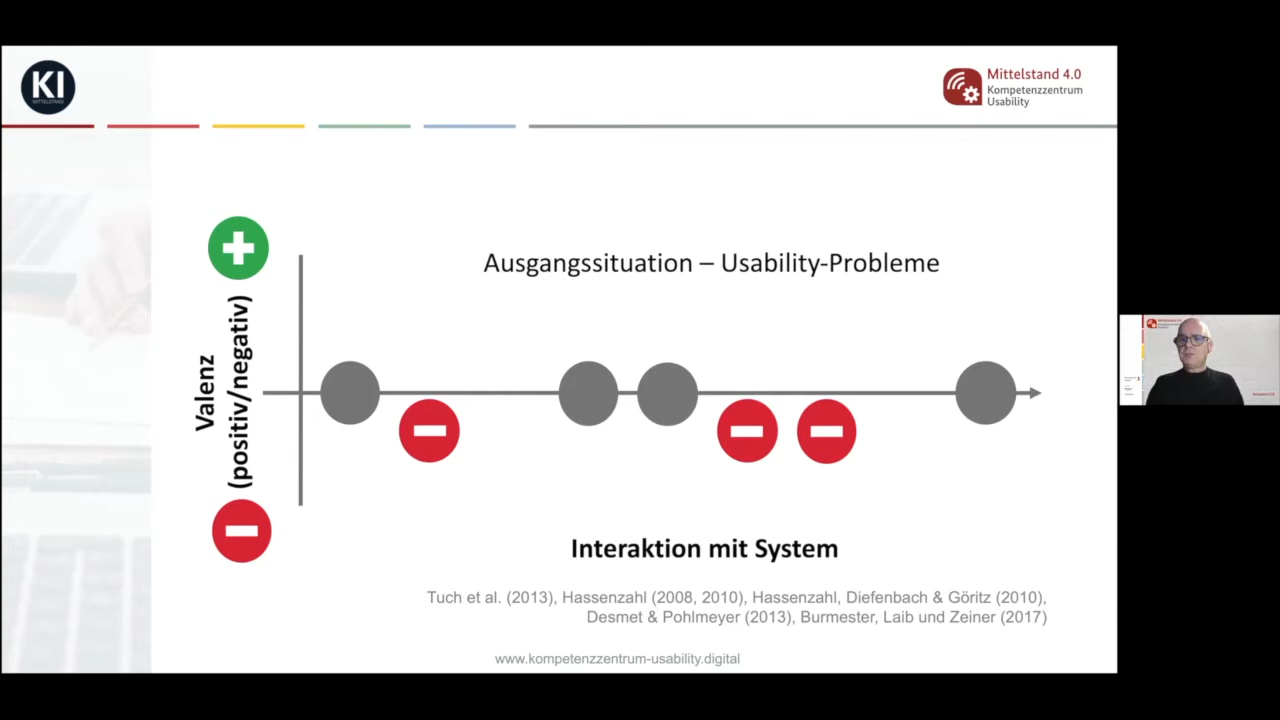 KI
MITTELSTAND
Mittelstand 4.0
Kompetenzzentrum
Usability
Ausgangssituation – Usability-Probleme
Valenz
(positiv/negativ)
Interaktion mit System
Tuch et al. (2013), Hassenzahl (2008, 2010), Hassenzahl, Diefenbach & Göritz (2010),
Desmet & Pohlmeyer (2013), Burmester, Laib und Zeiner (2017)
www.kompetenzzentrum-usability.digital